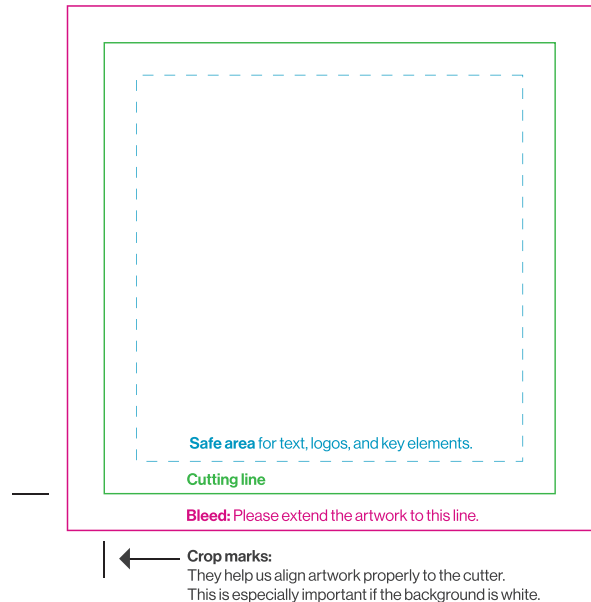 Safe area for text, logos, and key elements.
Cutting line
Bleed: Please extend the artwork to this line.
Crop marks:
They help us align artwork properly to the cutter.
This is especially important if the background is white.